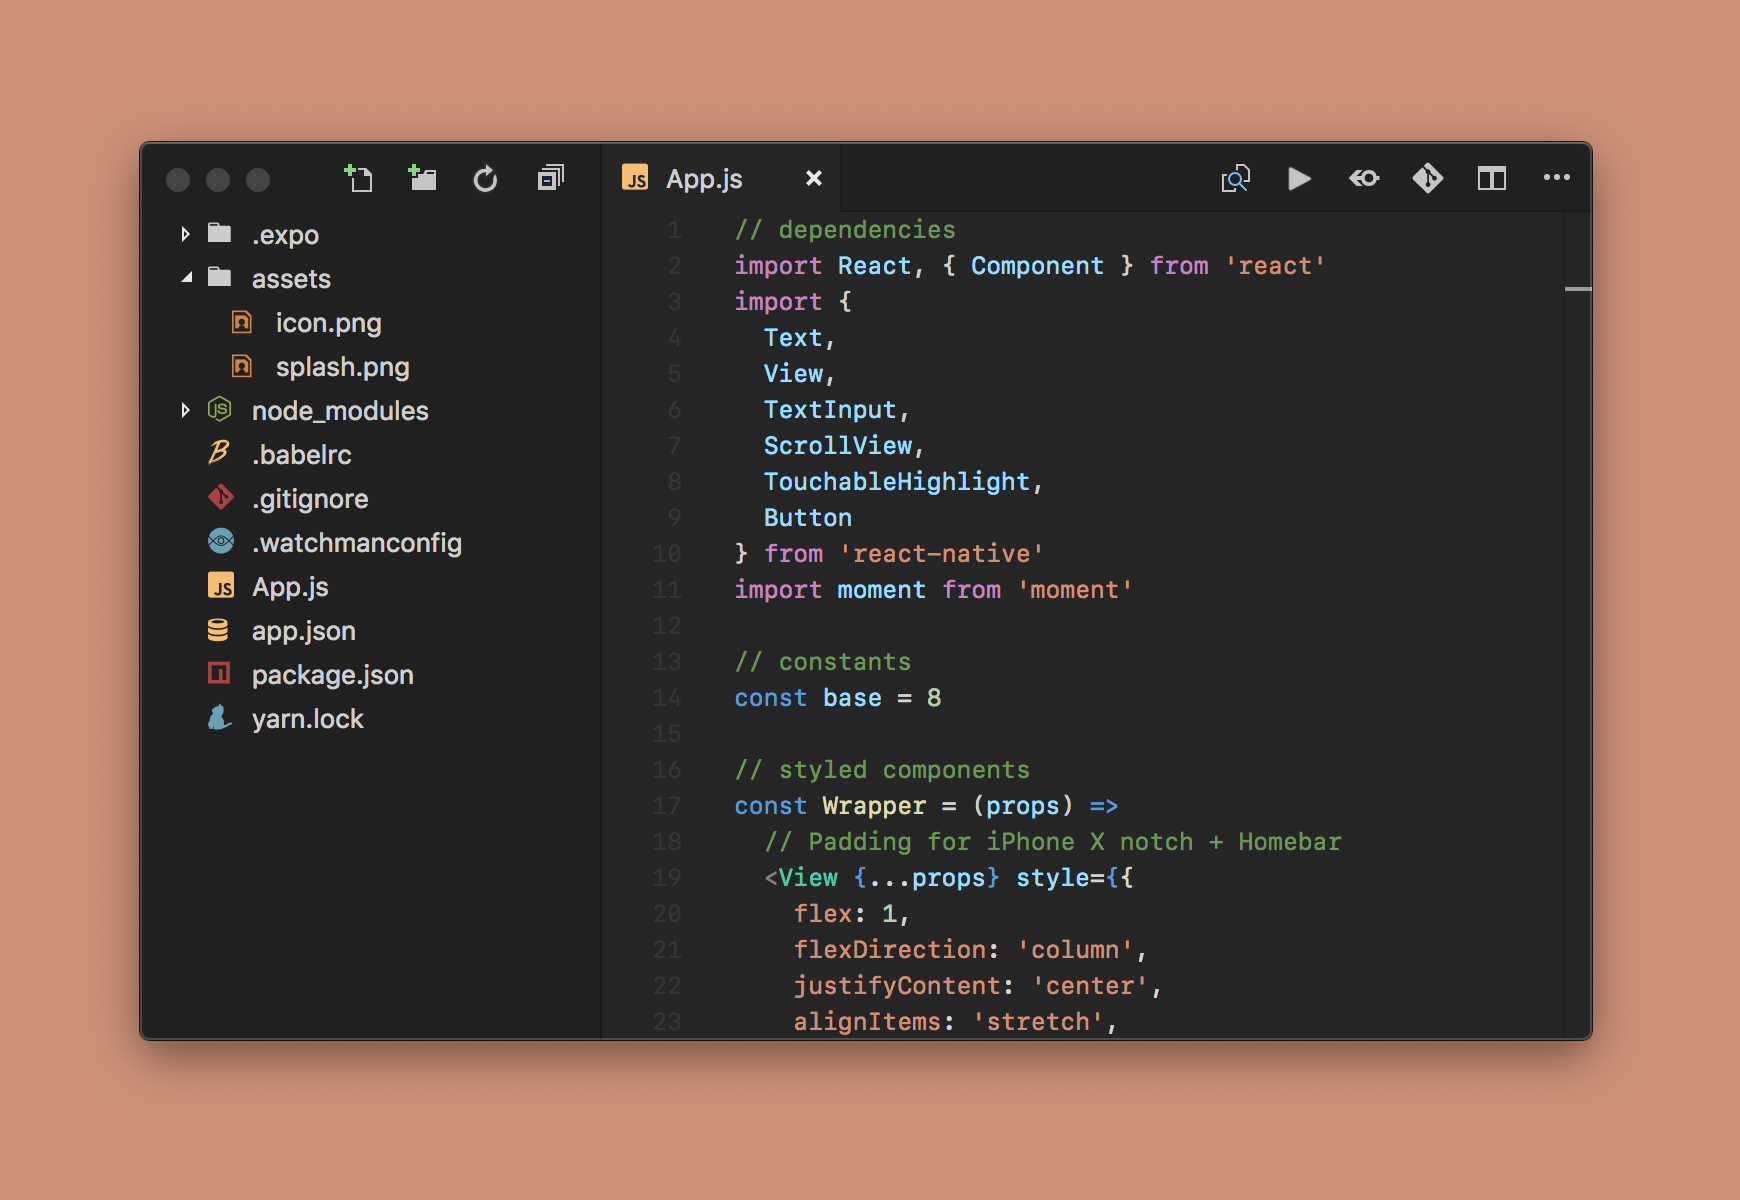 .expo
assets
icon.png
splash.png
node_modules
.babelrc
.gitignore
.watchmanconfig
App.js
app.json
package.json
yarn.lock
JS App.js
1 // dependencies
2 import React, { Component } from 'react'
3 import {
4   Text,
5   View,
6   TextInput,
7   ScrollView,
8   TouchableHighlight,
9   Button
10 } from 'react-native'
11 import moment from 'moment'
12
13 // constants
14 const base = 8
15
16 // styled components
17 const Wrapper = (props) =>
18   // Padding for iPhone X notch + Homebar
19   <View {...props} style={{
20     flex: 1,
21     flexDirection: 'column',
22     justifyContent: 'center',
23     alignItems: 'stretch',